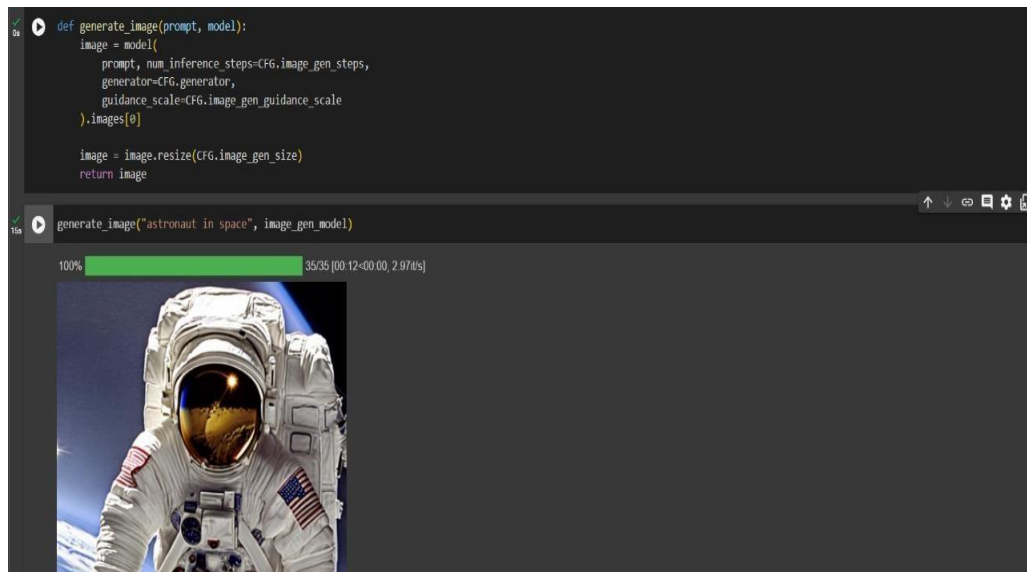 0s
def generate_image(prompt, model):
image = model(
prompt, num_inference_steps=CFG.image_gen_steps,
generator=CFG.generator,
guidance_scale=CFG.image_gen_guidance_scale
).images[0]
image = image.resize(CFG.image_gen_size)
return image
15s
generate_image("astronaut in space", image_gen_model)
100%
35/35 [00:12<00:00, 2.97it/s]